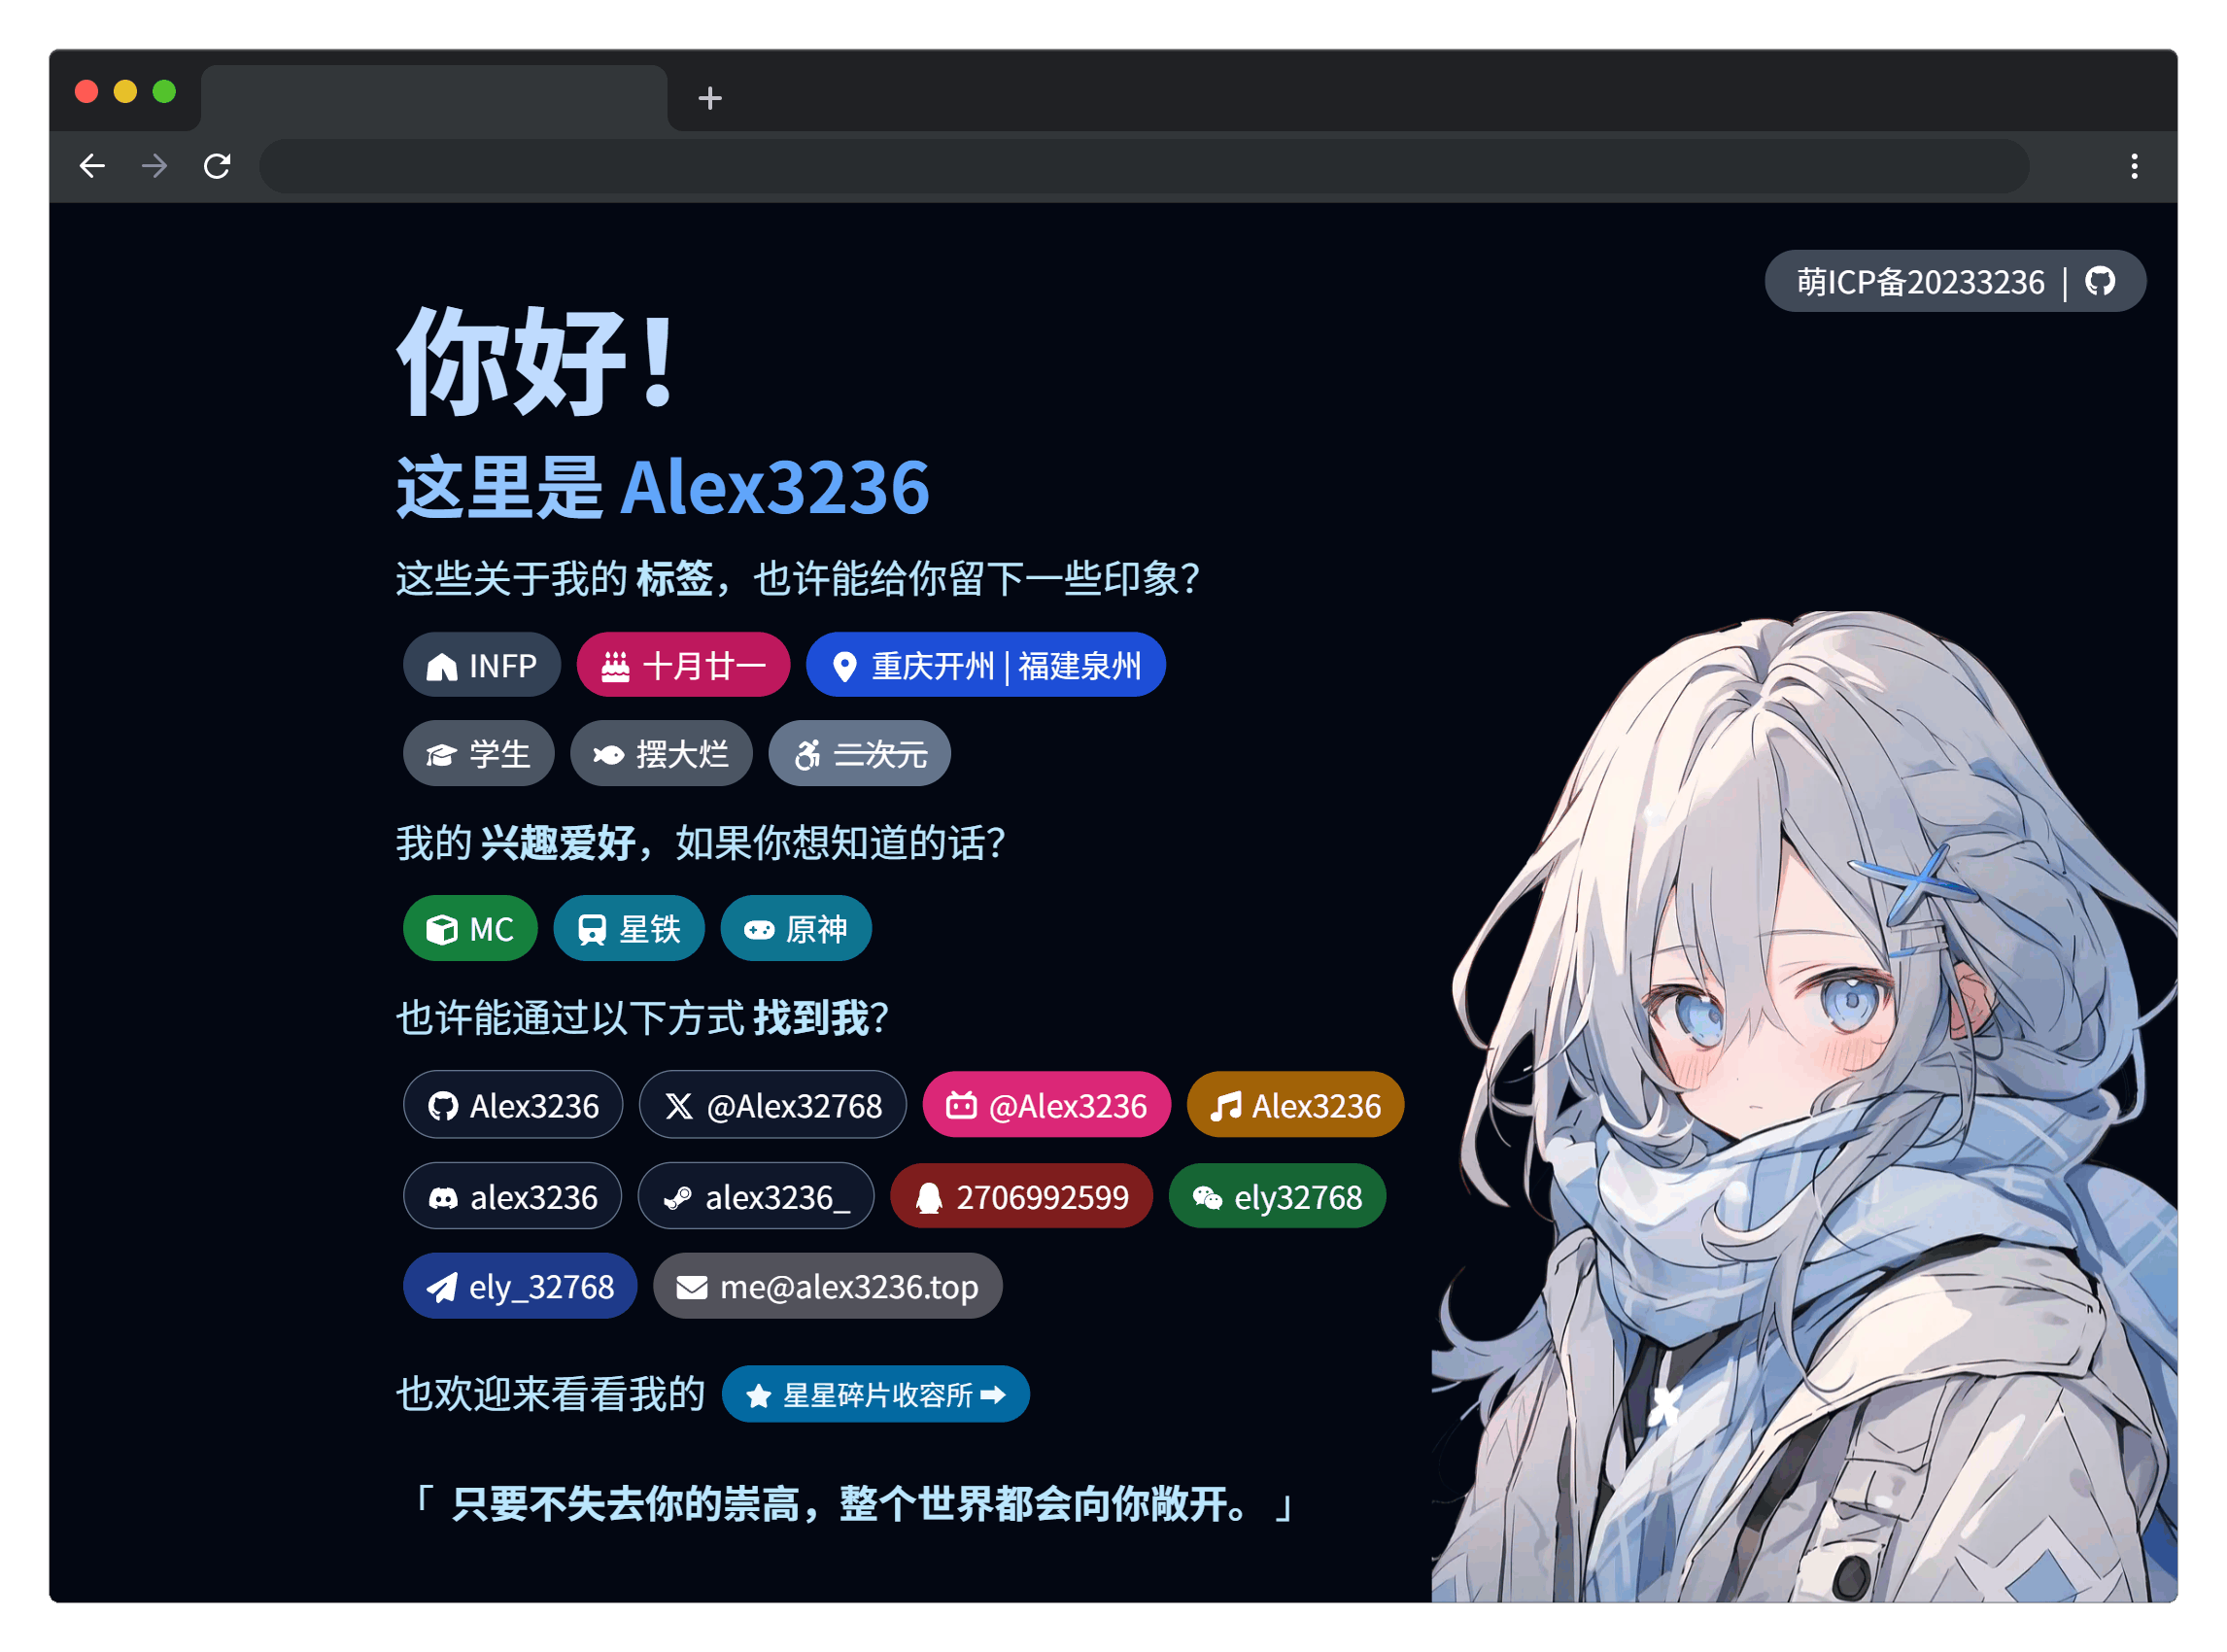 萌ICP备20233236 |
你好！
这里是 Alex3236
这些关于我的 标签，也许能给你留下一些印象？
INFP 十月廿一 重庆开州 | 福建泉州
学生 摆大烂 二次元
我的 兴趣爱好，如果你想知道的话？
MC 星铁 原神
也许能通过以下方式 找到我？
Alex3236 @Alex32768 @Alex3236 Alex3236
alex3236 alex3236_ 2706992599 ely32768
ely_32768 me@alex3236.top
也欢迎来看看我的 星星碎片收容所
「 只要不失去你的崇高，整个世界都会向你敞开。 」